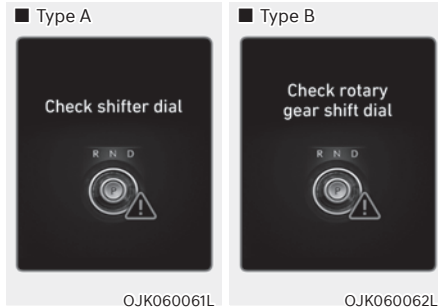 ■ Type A
Check shifter dial
R N D
P
OJK060061L
■ Type B
Check rotary
gear shift dial
R N D
P
OJK060062L